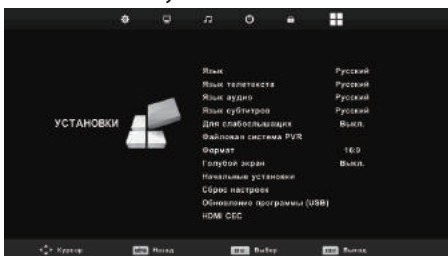 Язык Русский
Язык телетекста Русский
Язык аудио Русский
Язык субтитров Русский
УСТАНОВКИ
Для слабослышащих Выкл.
Файловая система PVR
Формат 16:9
Голубой экран Выкл.
Начальные установки
Сброс настроек
Обновление программы (USB)
HDMI CEC
Курсор Назад Выбор Выход